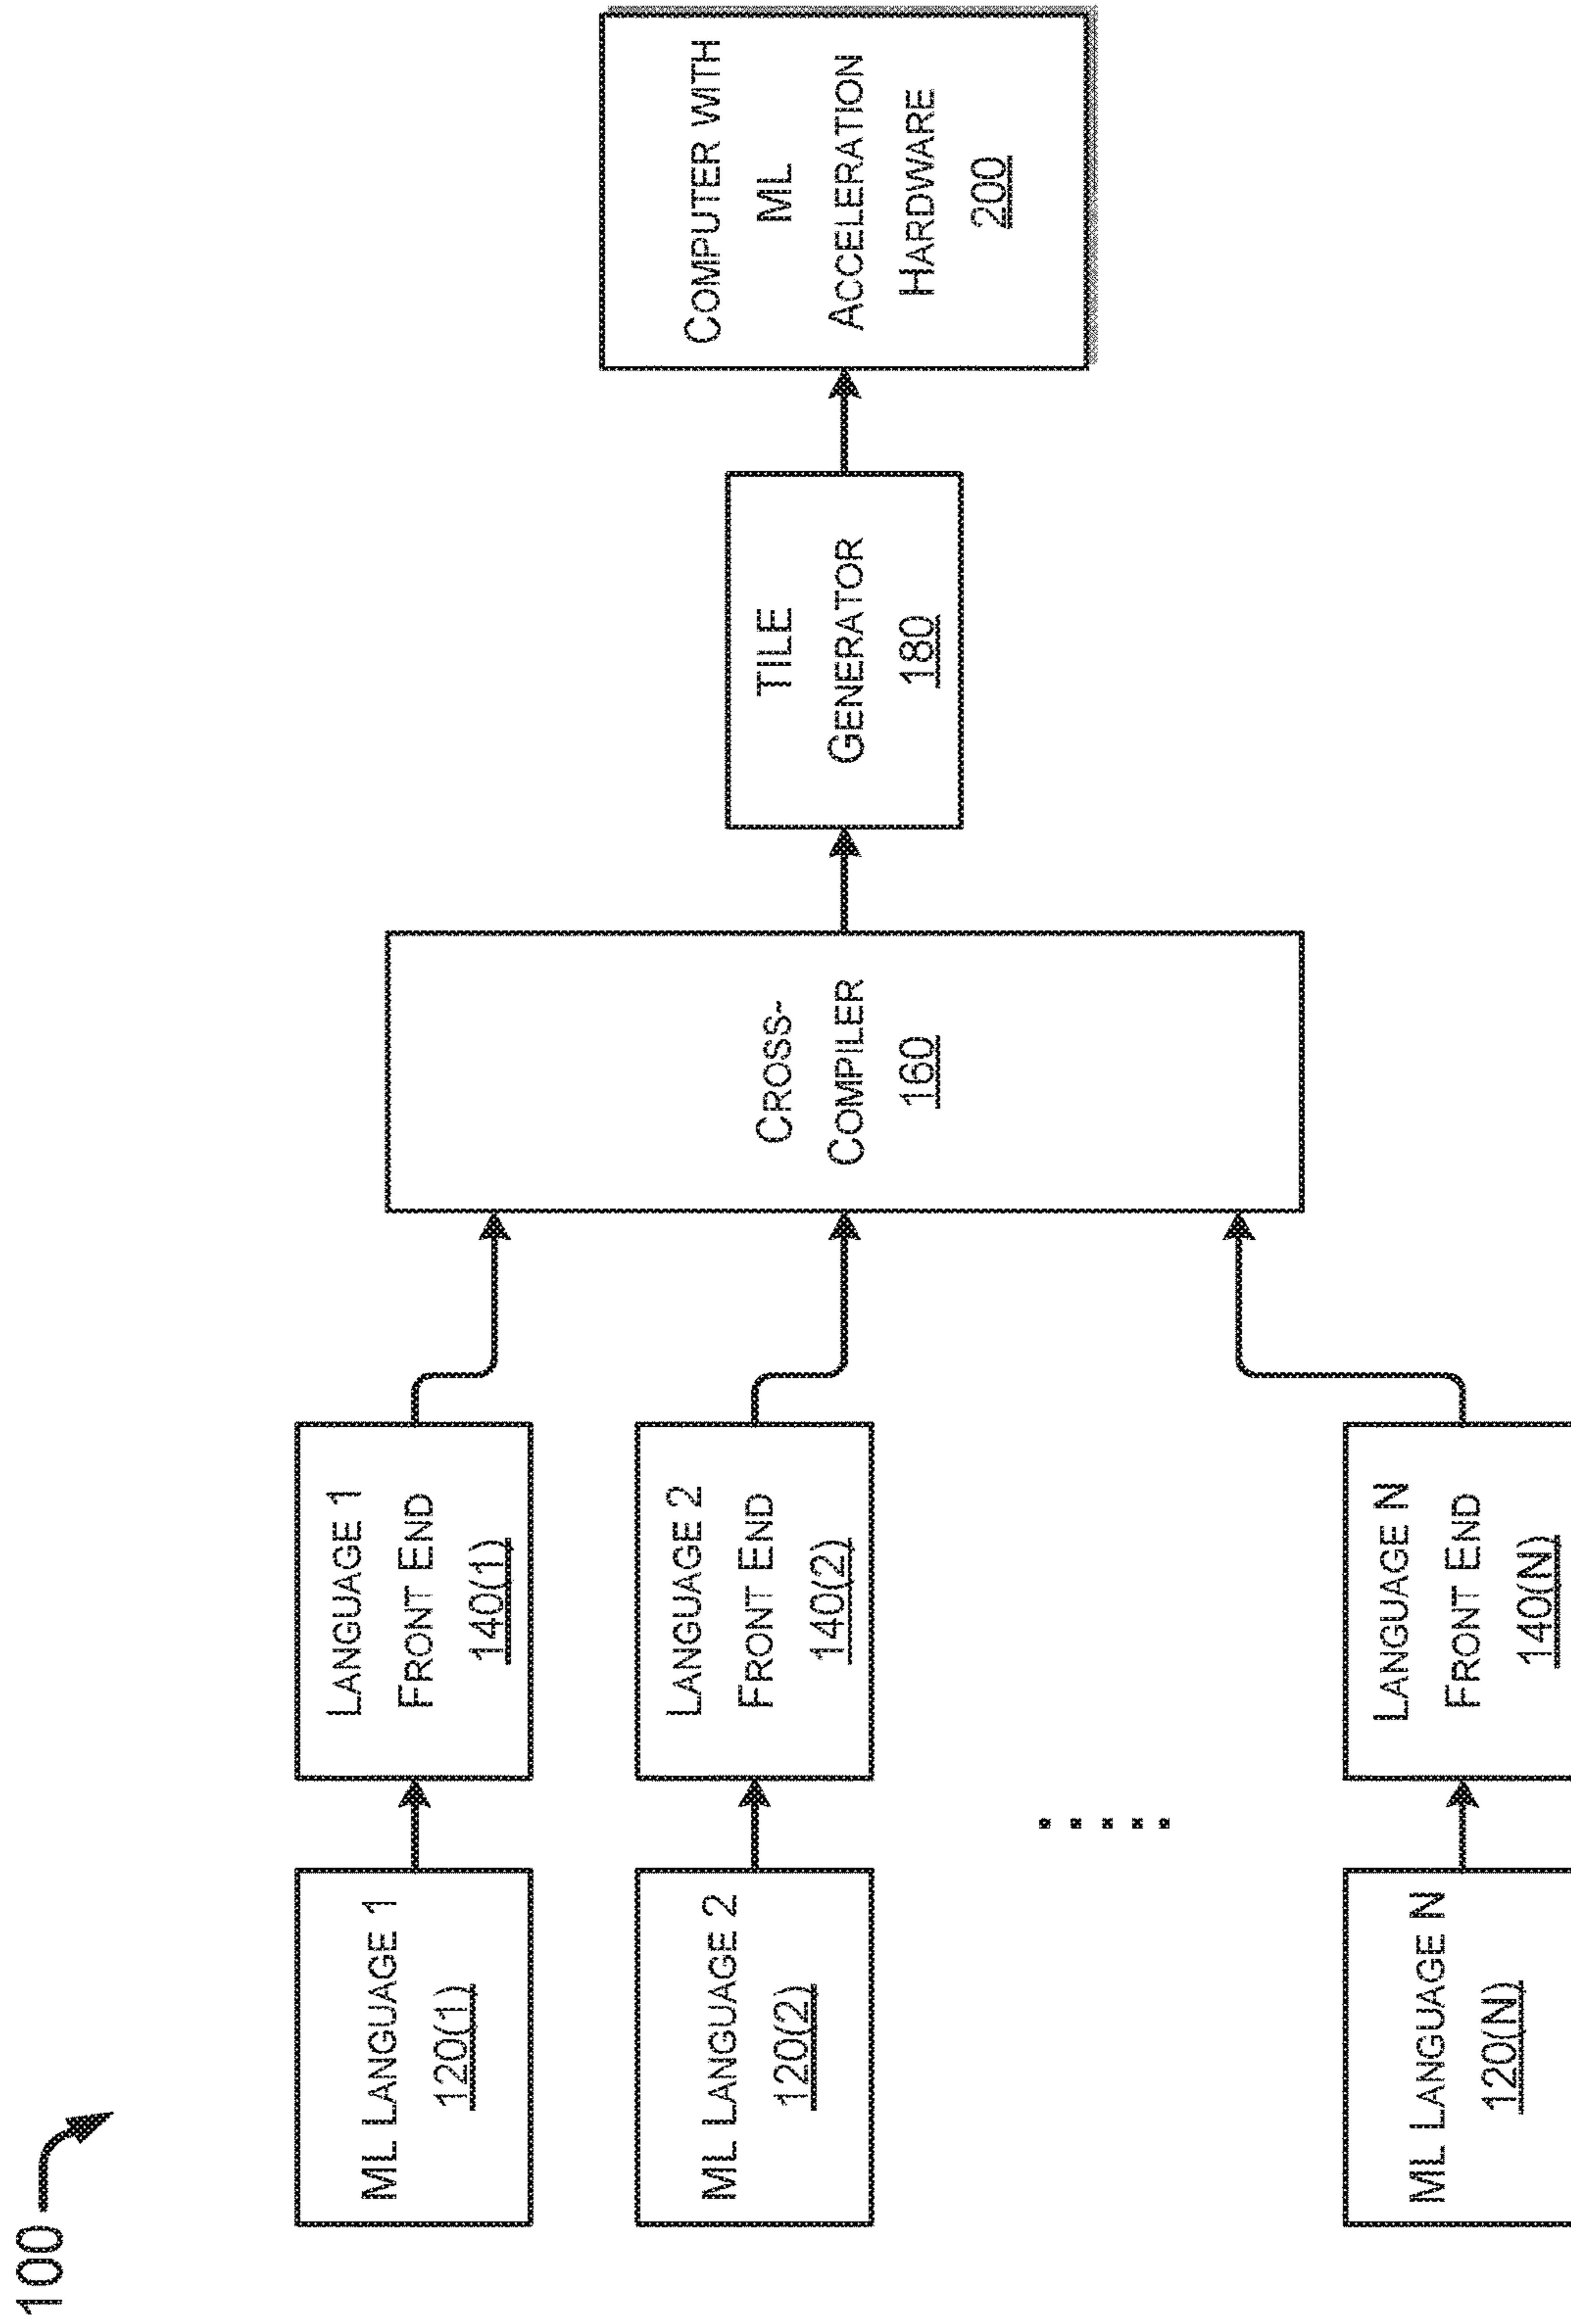 100
ML LANGUAGE 1
120(1)
LANGUAGE 1
FRONT END
140(1)
ML LANGUAGE 2
120(2)
LANGUAGE 2
FRONT END
140(2)
ML LANGUAGE N
120(N)
LANGUAGE N
FRONT END
140(N)
CROSS-
COMPILER
160
TILE
GENERATOR
180
COMPUTER WITH
ML
ACCELERATION
HARDWARE
200